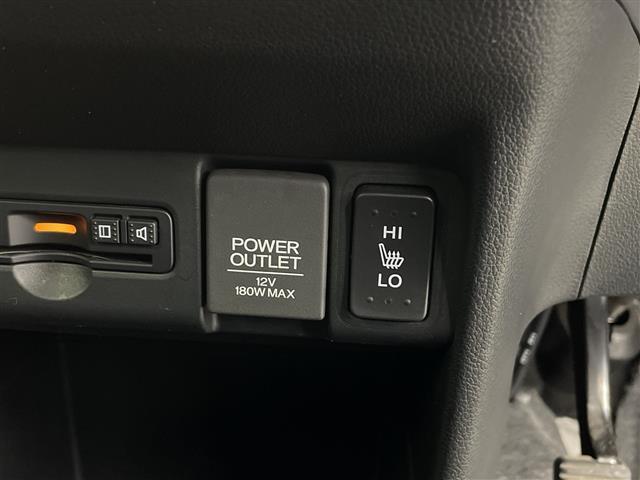 POWER
OUTLET
12V
180W MAX
HI
LO